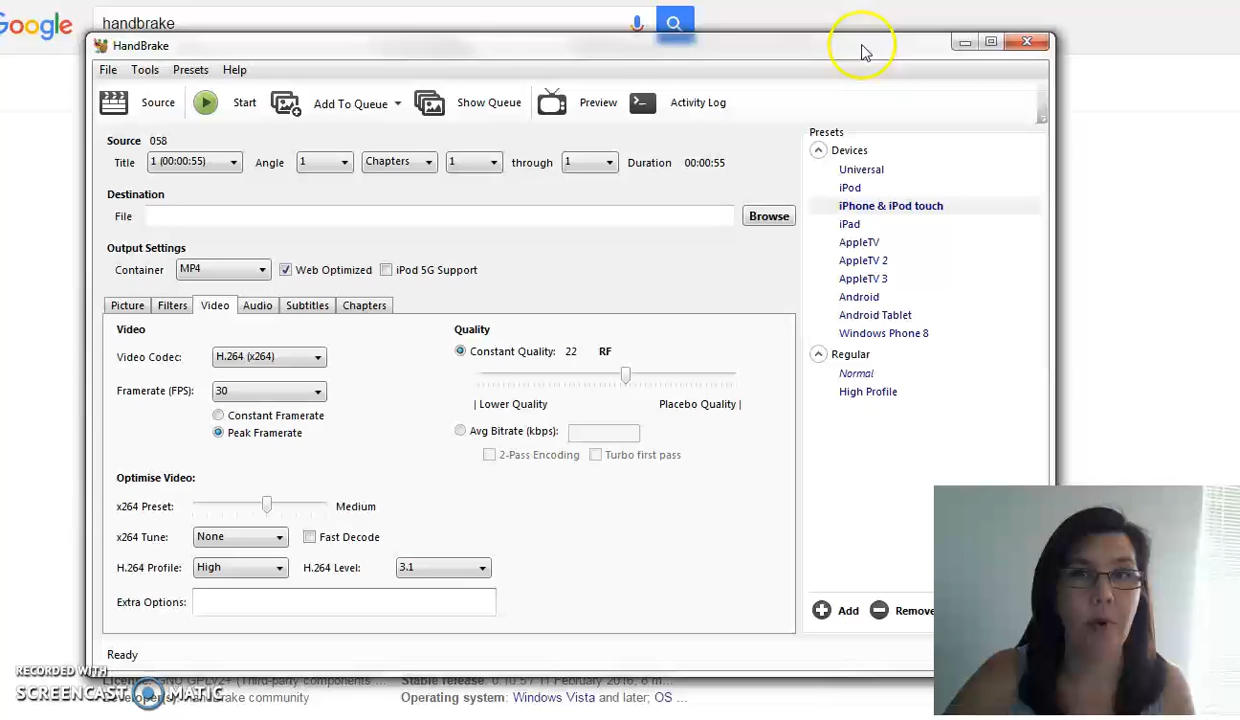 Google
handbrake
HandBrake
File Tools Presets Help
Source Start Add To Queue Show Queue Preview Activity Log
Source 058
Title 1 (00:00:55) Angle 1 Chapters 1 through 1 Duration 00:00:55
Destination
File Browse
Output Settings
Container MP4 Web Optimized iPod 5G Support
Picture Filters Video Audio Subtitles Chapters
Video
Video Codec: H.264 (x264)
Framerate (FPS): 30
Constant Framerate
Peak Framerate
Quality
Constant Quality: 22 RF
| Lower Quality Placebo Quality |
Avg Bitrate (kbps):
2-Pass Encoding Turbo first pass
Optimise Video:
x264 Preset: Medium
x264 Tune: None Fast Decode
H.264 Profile: High H.264 Level: 3.1
Extra Options:
Presets
Devices
Universal
iPod
iPhone & iPod touch
iPad
AppleTV
AppleTV 2
AppleTV 3
Android
Android Tablet
Windows Phone 8
Regular
Normal
High Profile
Add Remove
Ready
RECORDED WITH
SCREENCAST MATIC
GNU GPLv2+ (Third-party components ...
HandBrake community
Operating system: Windows Vista and later; OS ...